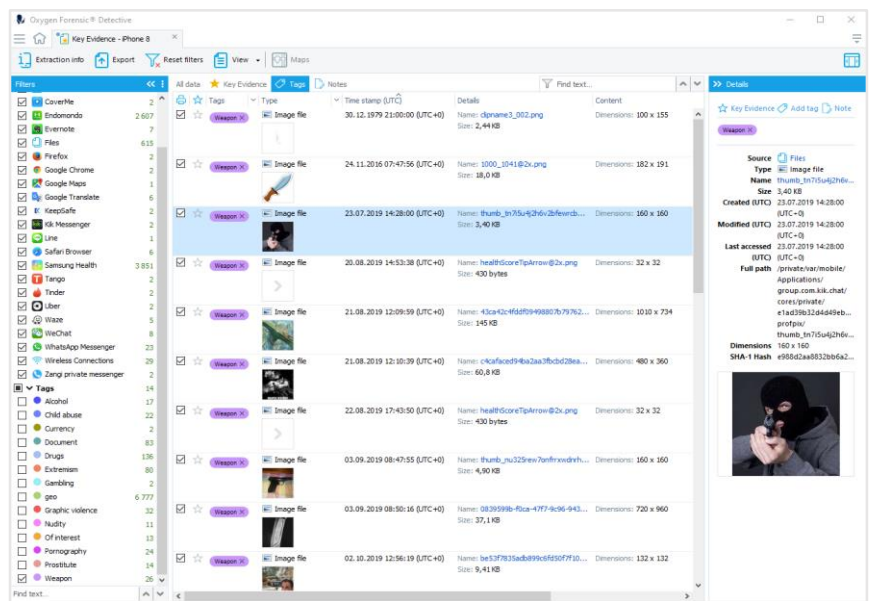 Oxygen Forensic® Detective
Key Evidence - iPhone 8
Extraction info Export Reset filters View Maps
Filters
CoverMe 2
Endomondo 2 607
Evernote 7
Files 615
Firefox 2
Google Chrome 2
Google Maps 1
Google Translate 6
KeepSafe 2
Kik Messenger 2
Line 1
Safari Browser 6
Samsung Health 3 851
Tango 2
Tinder 2
Uber 2
Waze 5
WeChat 8
WhatsApp Messenger 23
Wireless Connections 29
Zangi private messenger 2
Tags 14
Alcohol 17
Child abuse 22
Currency 2
Document 83
Drugs 136
Extremism 80
Gambling 2
geo 6 777
Graphic violence 32
Nudity 11
Of interest 13
Pornography 24
Prostitute 14
Weapon 26
Find text...
All data Key Evidence Tags Notes Find text...
Tags Type Time stamp (UTC) Details Content
Weapon Image file 30.12.1979 21:00:00 (UTC+0) Name: clipname3_002.png Dimensions: 100 x 155
Size: 2,44 KB
Weapon Image file 24.11.2016 07:47:56 (UTC+0) Name: 1000_1041@2x.png Dimensions: 182 x 191
Size: 18,0 KB
Weapon Image file 23.07.2019 14:28:00 (UTC+0) Name: thumb_tn7i5u4j2h6v2bfewrcb... Dimensions: 160 x 160
Size: 3,40 KB
Weapon Image file 20.08.2019 14:53:38 (UTC+0) Name: healthScoreTipArrow@2x.png Dimensions: 32 x 32
Size: 430 bytes
Weapon Image file 21.08.2019 12:09:59 (UTC+0) Name: 43ca42c4fddf09498807b79762... Dimensions: 1010 x 734
Size: 145 KB
Weapon Image file 21.08.2019 12:10:39 (UTC+0) Name: c4cafaced94ba2aa3fbcbd28ea... Dimensions: 480 x 360
Size: 60,8 KB
Weapon Image file 22.08.2019 17:43:50 (UTC+0) Name: healthScoreTipArrow@2x.png Dimensions: 32 x 32
Size: 430 bytes
Weapon Image file 03.09.2019 08:47:55 (UTC+0) Name: thumb_nu325rew7onfrrxwdnrh... Dimensions: 160 x 160
Size: 4,90 KB
Weapon Image file 03.09.2019 08:50:16 (UTC+0) Name: 0839599b-f0ca-47f7-9c96-943... Dimensions: 720 x 960
Size: 37,1 KB
Weapon Image file 02.10.2019 12:56:19 (UTC+0) Name: be53f7835adb899c6fd50f7f10... Dimensions: 132 x 132
Size: 9,41 KB
Details
Key Evidence Add tag Note
Weapon
Source Files
Type Image file
Name thumb_tn7i5u4j2h6v...
Size 3,40 KB
Created (UTC) 23.07.2019 14:28:00
(UTC+0)
Modified (UTC) 23.07.2019 14:28:00
(UTC+0)
Last accessed 23.07.2019 14:28:00
(UTC) (UTC+0)
Full path /private/var/mobile/
Applications/
group.com.kik.chat/
cores/private/
e1ad39b32d4d49eb...
profpix/
thumb_tn7i5u4j2h6v...
Dimensions 160 x 160
SHA-1 Hash e988d2aa8832bb6a2...